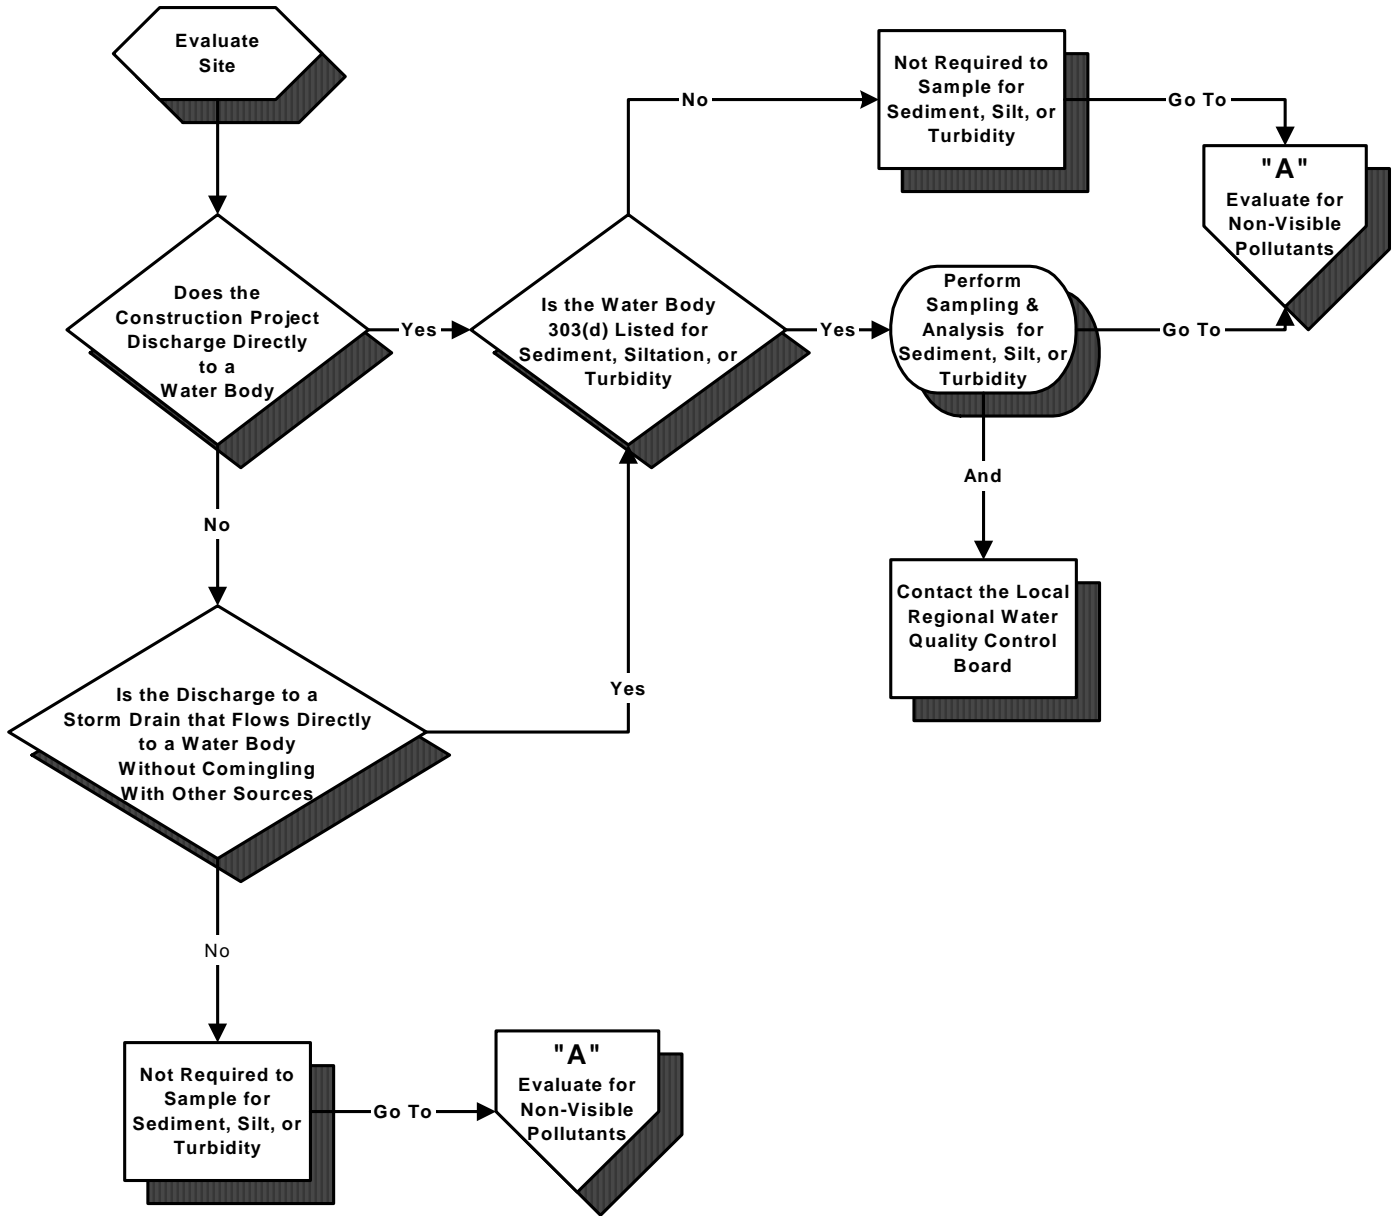 Evaluate
Site
Does the
Construction Project
Discharge Directly
to a
Water Body
Yes
Is the Water Body
303(d) Listed for
Sediment, Siltation, or
Turbidity
No
Not Required to
Sample for
Sediment, Silt, or
Turbidity
Go To
"A"
Evaluate for
Non-Visible
Pollutants
Yes
Perform
Sampling &
Analysis for
Sediment, Silt, or
Turbidity
Go To
And
Contact the Local
Regional Water
Quality Control
Board
No
Is the Discharge to a
Storm Drain that Flows Directly
to a Water Body
Without Comingling
With Other Sources
Yes
No
Not Required to
Sample for
Sediment, Silt, or
Turbidity
Go To
"A"
Evaluate for
Non-Visible
Pollutants